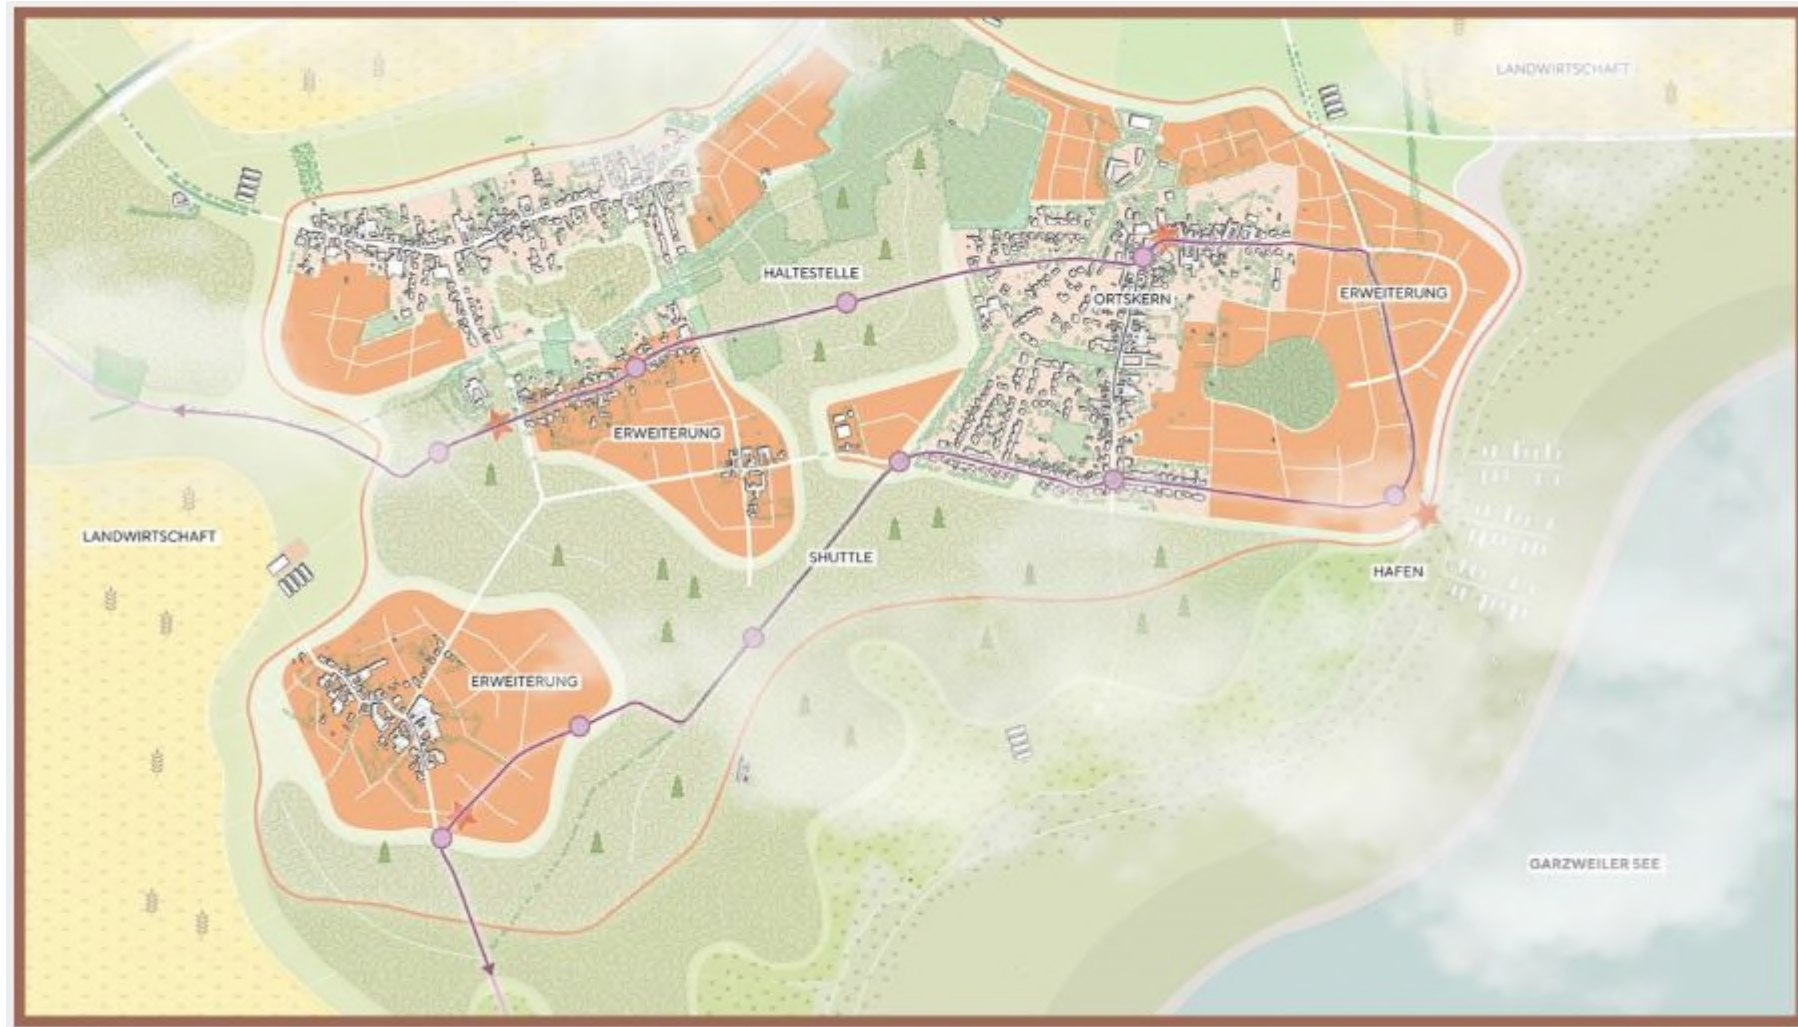 LANDWIRTSCHAFT
HALTESTELLE
ORTSKERN
ERWEITERUNG
ERWEITERUNG
LANDWIRTSCHAFT
SHUTTLE
HAFEN
ERWEITERUNG
GARZWEILER SEE